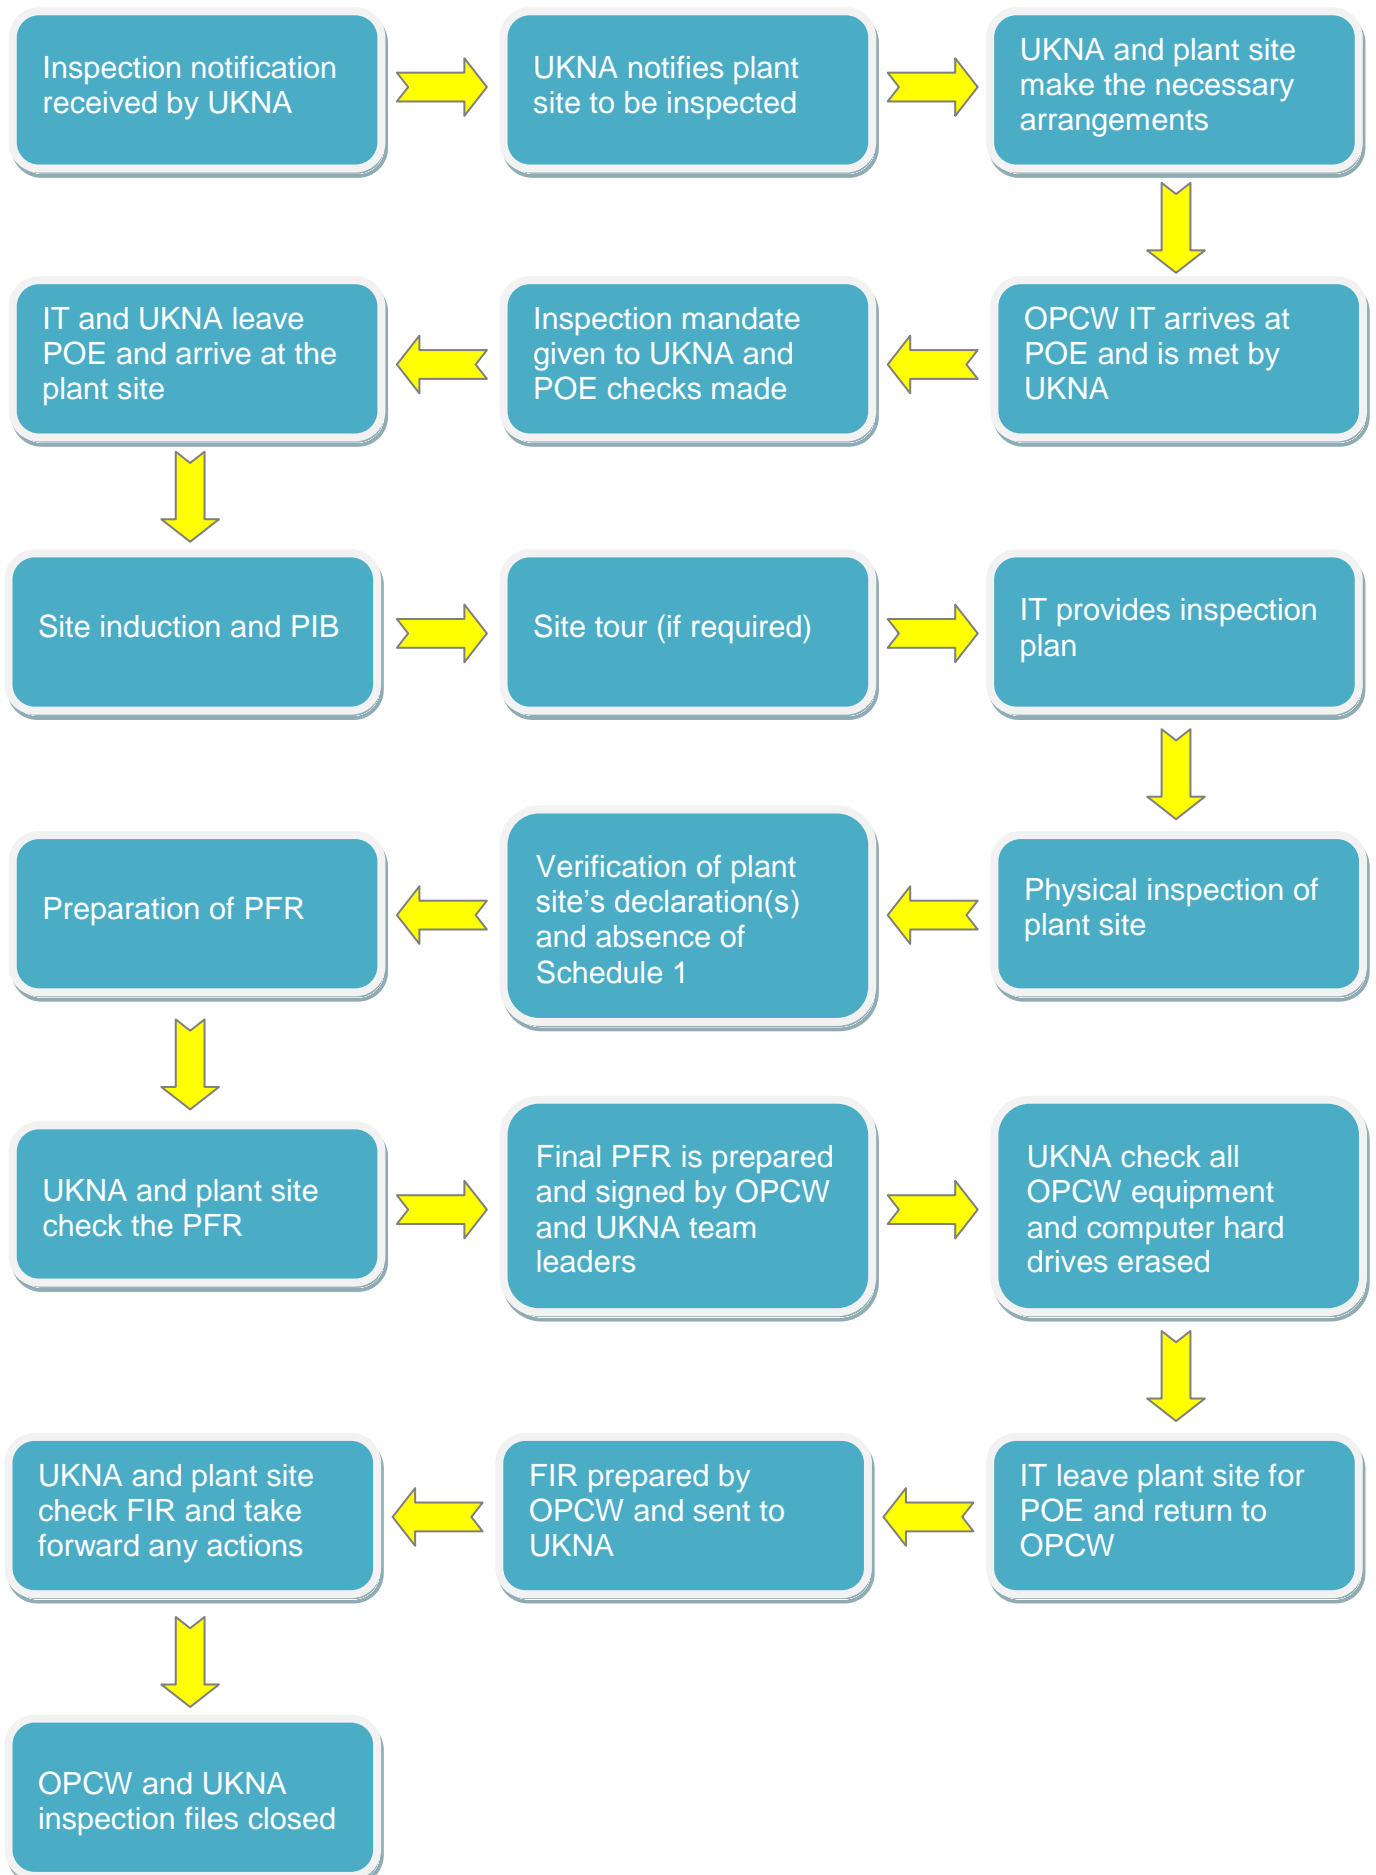 Inspection notification
received by UKNA
UKNA notifies plant
site to be inspected
UKNA and plant site
make the necessary
arrangements
OPCW IT arrives at
POE and is met by
UKNA
Inspection mandate
given to UKNA and
POE checks made
IT and UKNA leave
POE and arrive at the
plant site
Site induction and PIB
Site tour (if required)
IT provides inspection
plan
Physical inspection of
plant site
Verification of plant
site’s declaration(s)
and absence of
Schedule 1
Preparation of PFR
UKNA and plant site
check the PFR
Final PFR is prepared
and signed by OPCW
and UKNA team
leaders
UKNA check all
OPCW equipment
and computer hard
drives erased
IT leave plant site for
POE and return to
OPCW
FIR prepared by
OPCW and sent to
UKNA
UKNA and plant site
check FIR and take
forward any actions
OPCW and UKNA
inspection files closed